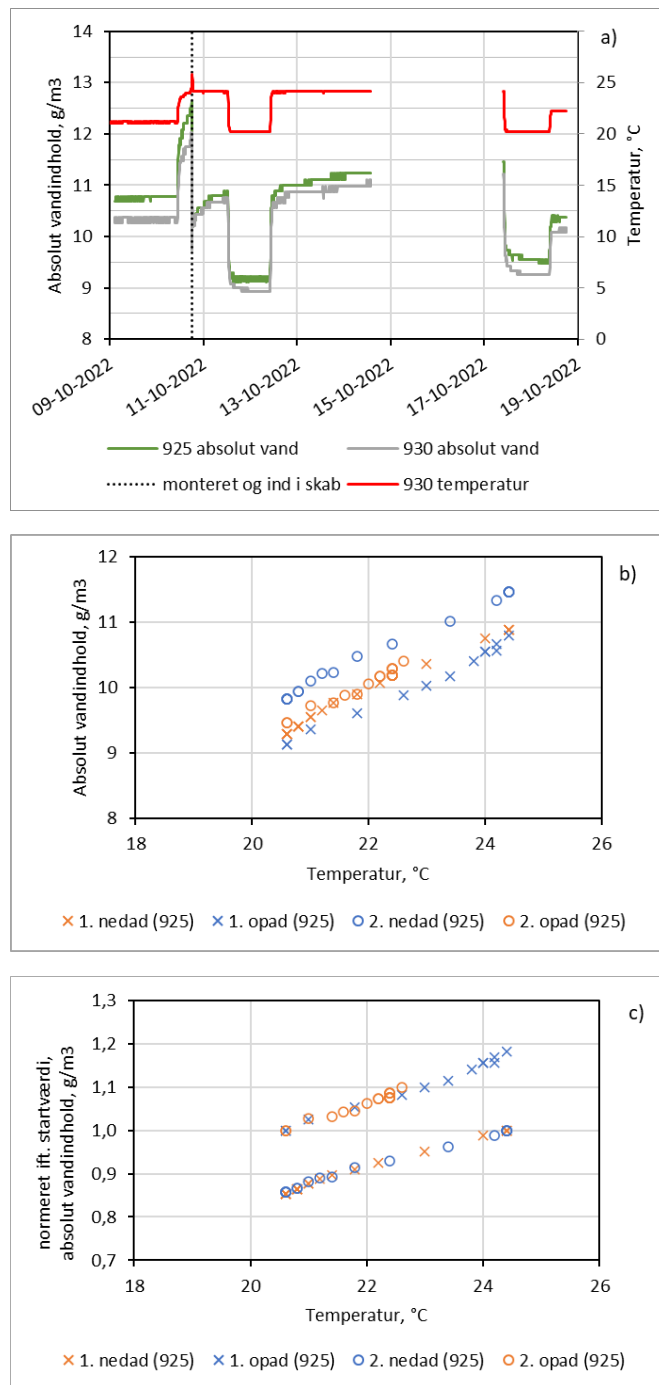 a)
14
13
12
11
10
9
8
Absolut vandindhold, g/m3
30
25
20
15
10
5
0
Temperatur, °C
09-10-2022
11-10-2022
13-10-2022
15-10-2022
17-10-2022
19-10-2022
925 absolut vand
930 absolut vand
monteret og ind i skab
930 temperatur
b)
12
11
10
9
8
Absolut vandindhold, g/m3
18
20
22
24
26
Temperatur, °C
1. nedad (925)
1. opad (925)
2. nedad (925)
2. opad (925)
c)
1,3
1,2
1,1
1,0
0,9
0,8
0,7
normeret ift. startværdi,
absolut vandindhold, g/m3
18
20
22
24
26
Temperatur, °C
1. nedad (925)
1. opad (925)
2. nedad (925)
2. opad (925)